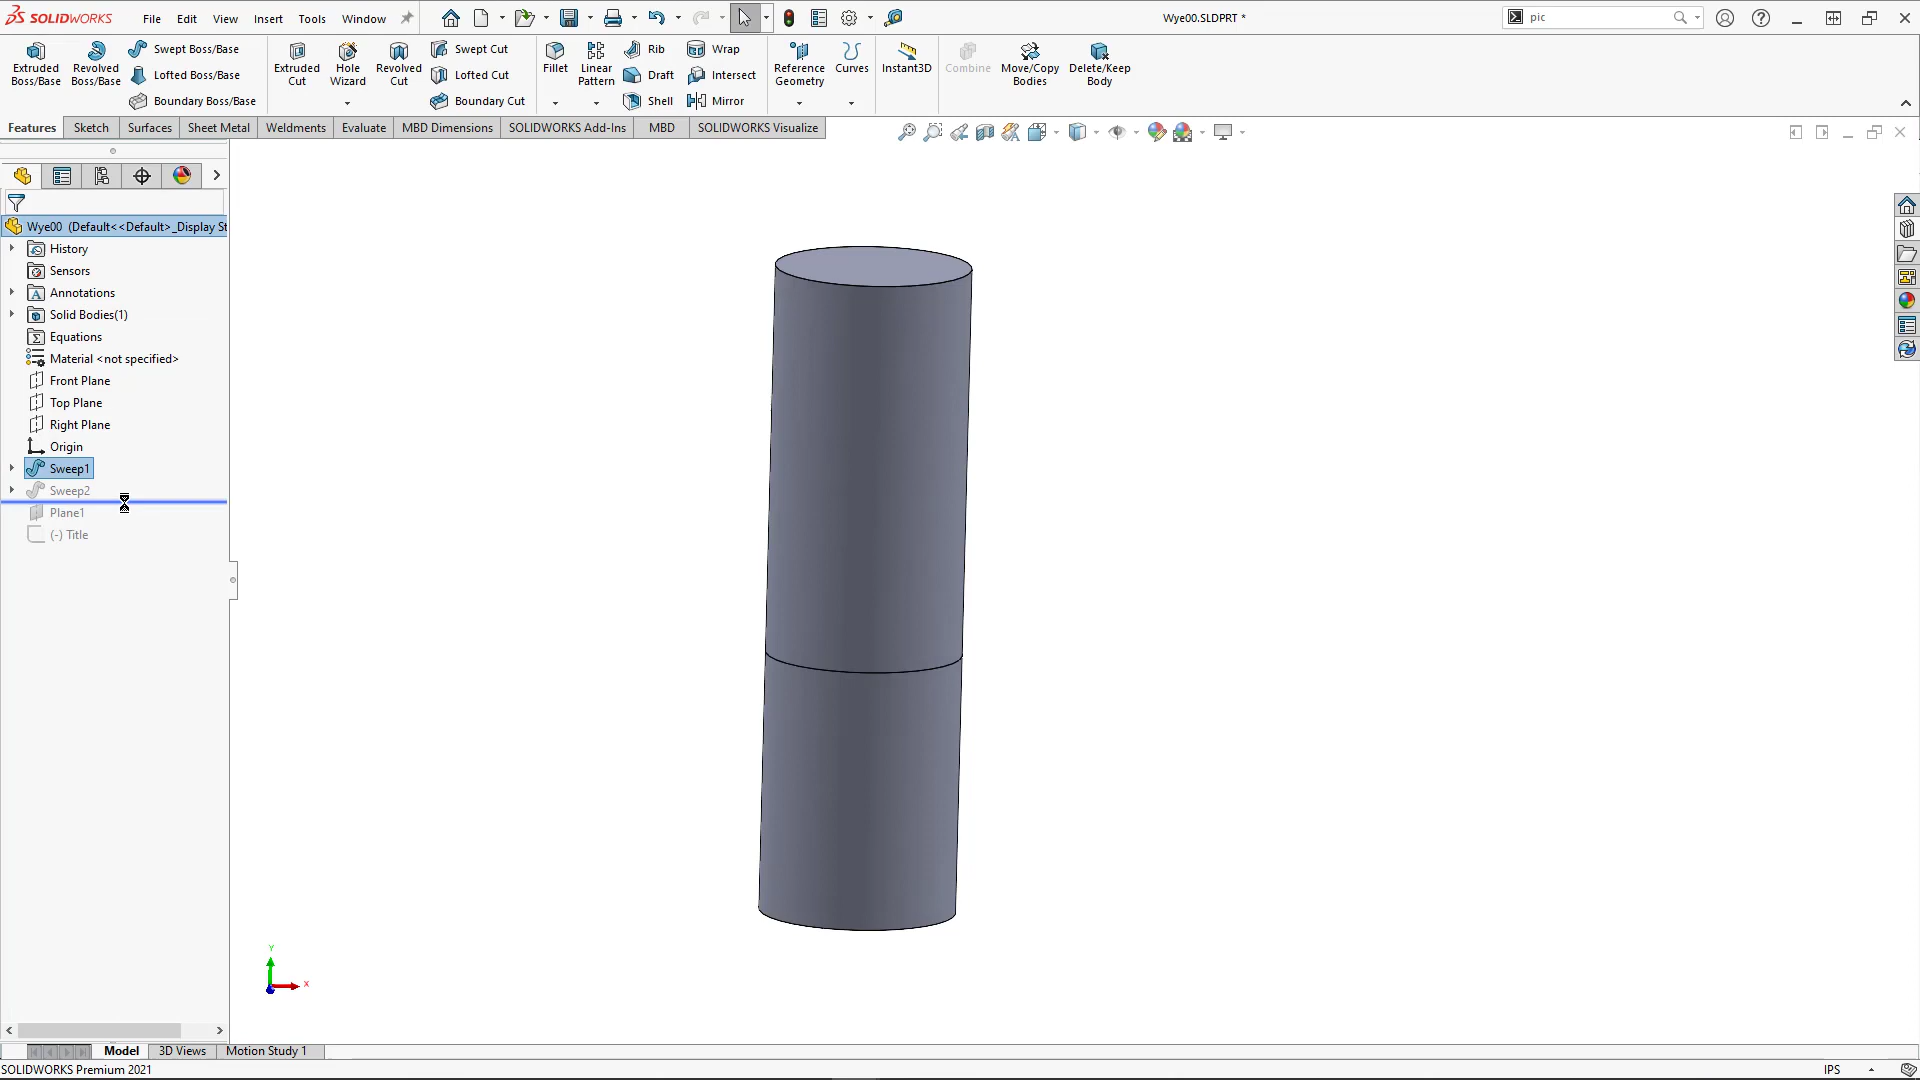 SOLIDWORKS
File Edit View Insert Tools Window
Wye00.SLDPRT *
pic
Extruded Boss/Base
Revolved Boss/Base
Swept Boss/Base
Lofted Boss/Base
Boundary Boss/Base
Extruded Cut
Hole Wizard
Revolved Cut
Swept Cut
Lofted Cut
Boundary Cut
Fillet
Linear Pattern
Rib
Draft
Shell
Wrap
Intersect
Mirror
Reference Geometry
Curves
Instant3D
Combine
Move/Copy Bodies
Delete/Keep Body
Features Sketch Surfaces Sheet Metal Weldments Evaluate MBD Dimensions SOLIDWORKS Add-Ins MBD SOLIDWORKS Visualize
Wye00 (Default<<Default>_Display St
History
Sensors
Annotations
Solid Bodies(1)
Equations
Material <not specified>
Front Plane
Top Plane
Right Plane
Origin
Sweep1
Sweep2
Plane1
(-) Title
Y
X
Model 3D Views Motion Study 1
SOLIDWORKS Premium 2021
IPS